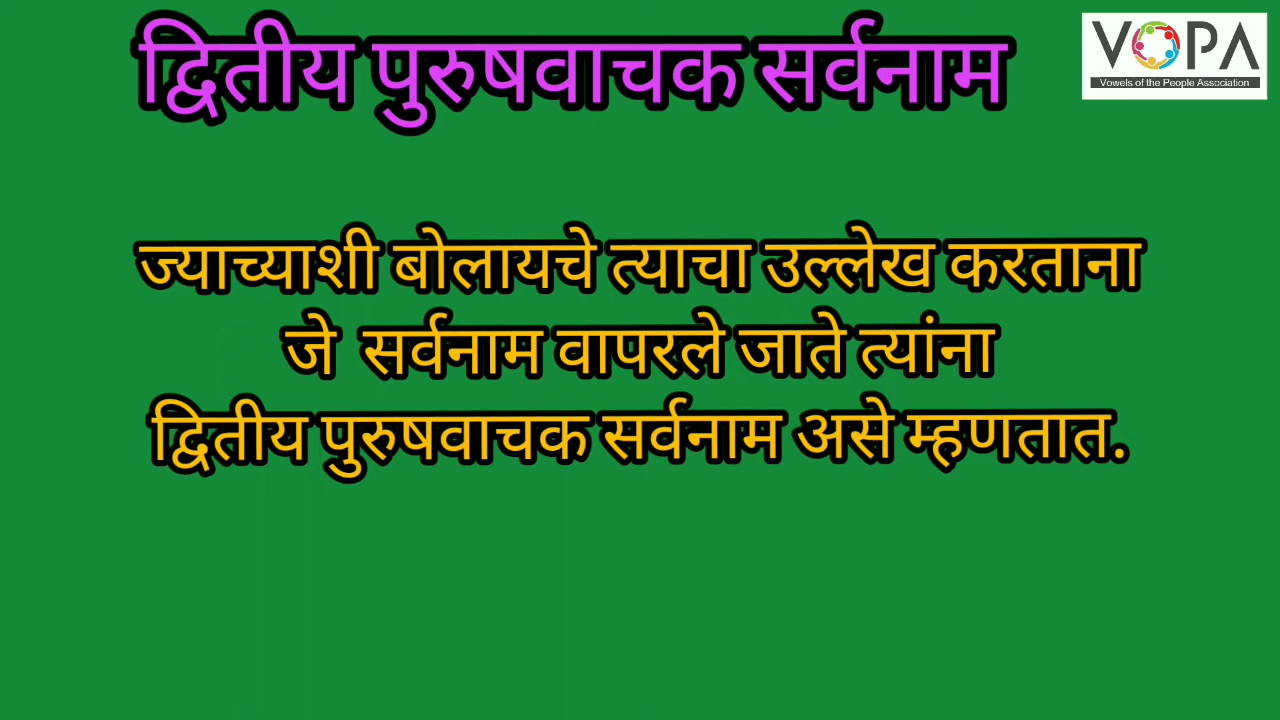 द्वितीय पुरुषवाचक सर्वनाम
VOPA
Vowels of the People Association
ज्याच्याशी बोलायचे त्याचा उल्लेख करताना
जे सर्वनाम वापरले जाते त्यांना
द्वितीय पुरुषवाचक सर्वनाम असे म्हणतात.